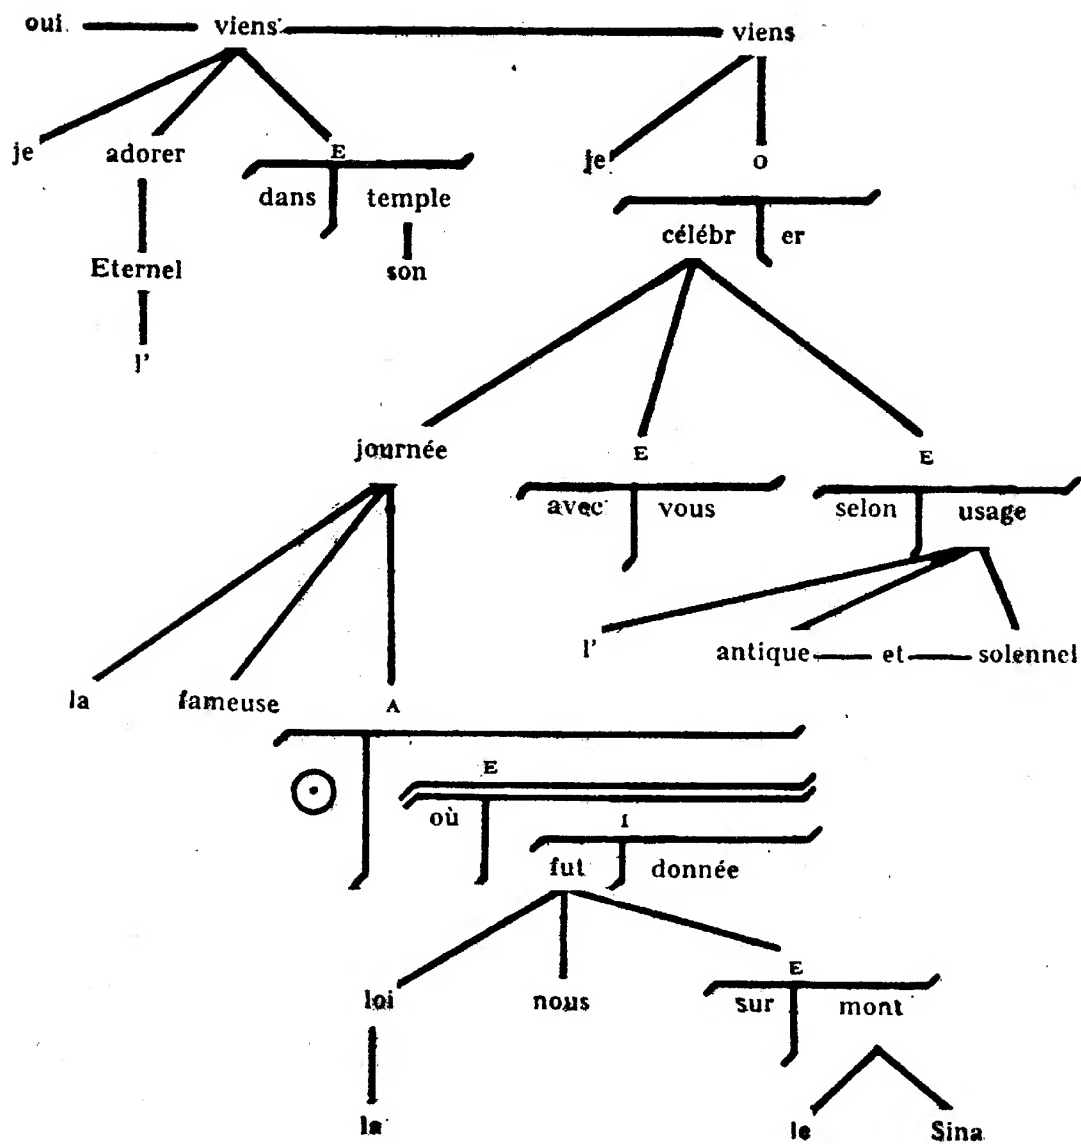 oui viens viens
je adorer E je O
dans temple
célébr er
Eternel son
l'
journée E E
avec vous selon usage
l' antique et solennel
la fameuse A
E
où I
fut donnée
E
loi nous sur mont
la le Sina